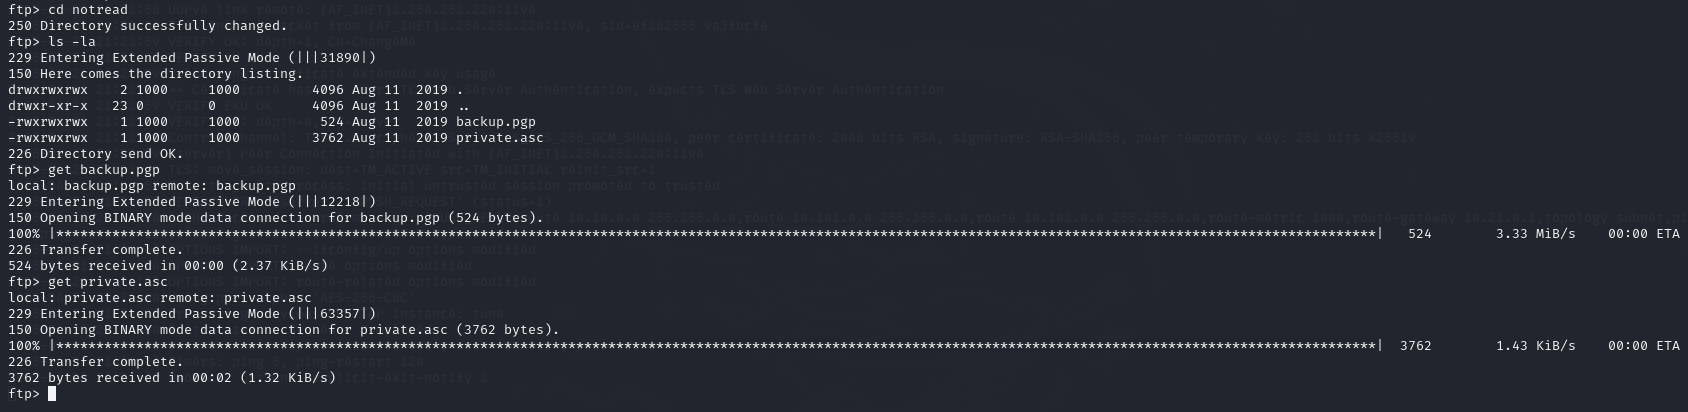 ftp> cd notread
250 Directory successfully changed.
ftp> ls -la
229 Entering Extended Passive Mode (|||31890|)
150 Here comes the directory listing.
drwxrwxrwx    2 1000     1000         4096 Aug 11  2019 .
drwxr-xr-x   23 0        0            4096 Aug 11  2019 ..
-rwxrwxrwx    1 1000     1000          524 Aug 11  2019 backup.pgp
-rwxrwxrwx    1 1000     1000         3762 Aug 11  2019 private.asc
226 Directory send OK.
ftp> get backup.pgp
local: backup.pgp remote: backup.pgp
229 Entering Extended Passive Mode (|||12218|)
150 Opening BINARY mode data connection for backup.pgp (524 bytes).
100% |***********************************************************************************************************************************************************************| 524 3.33 MiB/s 00:00 ETA
226 Transfer complete.
524 bytes received in 00:00 (2.37 KiB/s)
ftp> get private.asc
local: private.asc remote: private.asc
229 Entering Extended Passive Mode (|||63357|)
150 Opening BINARY mode data connection for private.asc (3762 bytes).
100% |***********************************************************************************************************************************************************************| 3762 1.43 KiB/s 00:00 ETA
226 Transfer complete.
3762 bytes received in 00:02 (1.32 KiB/s)
ftp>